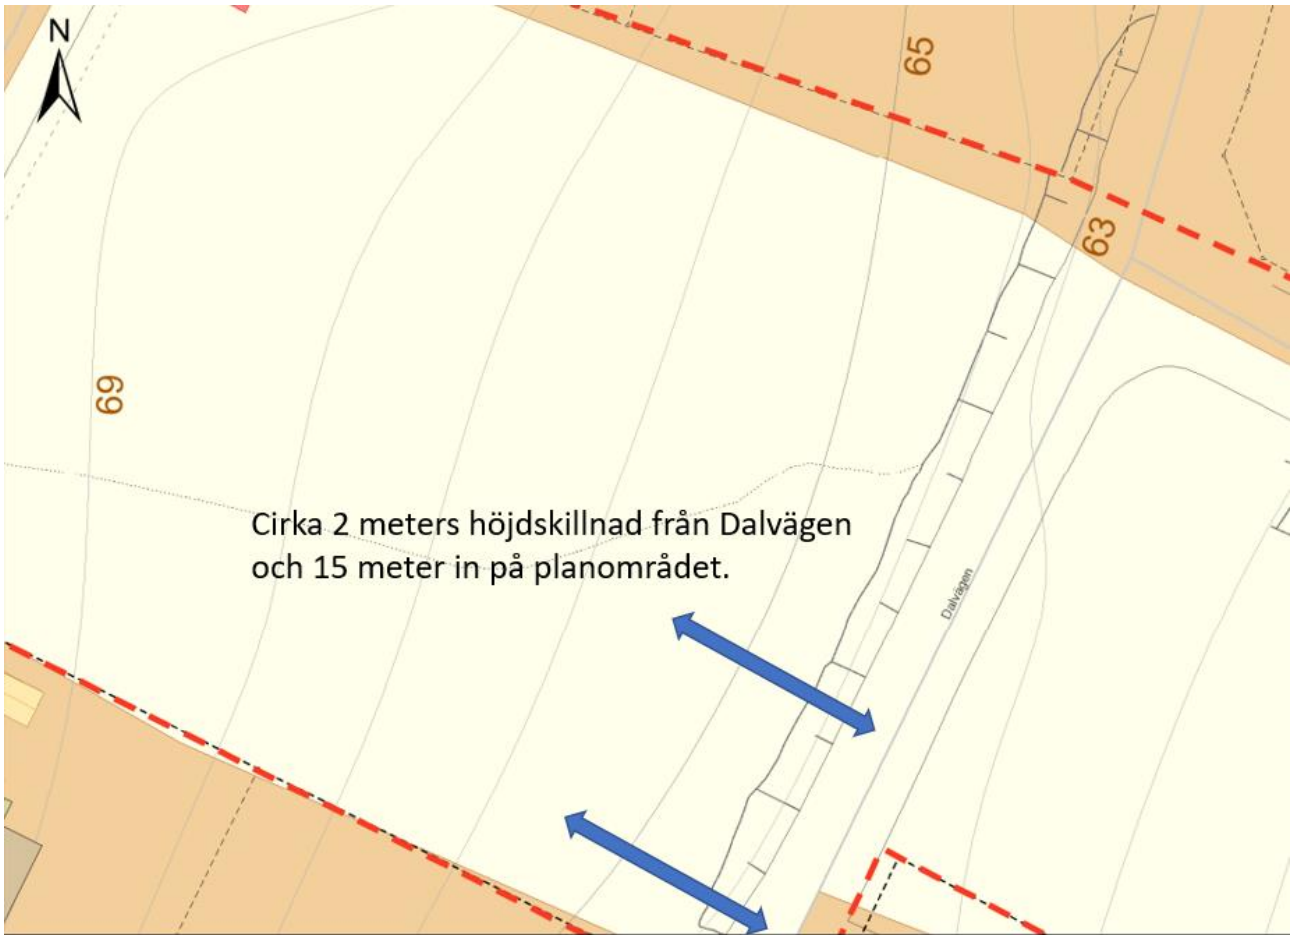 N
65
63
69
Cirka 2 meters höjdskillnad från Dalvägen
och 15 meter in på planområdet.
Dalvägen